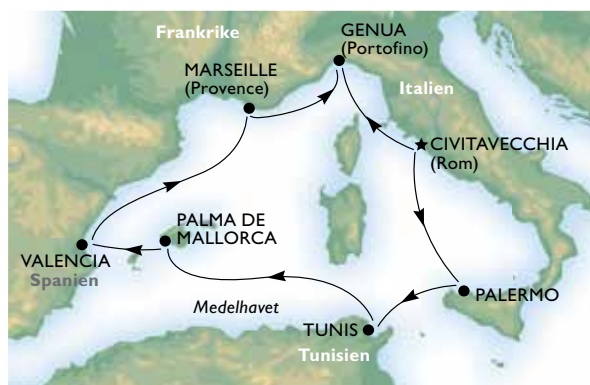 Frankrike
GENUA
(Portofino)
MARSEILLE
(Provence)
Italien
CIVITAVECCHIA
(Rom)
PALMA DE
MALLORCA
VALENCIA
Spanien
PALERMO
Medelhavet
TUNIS
Tunisien